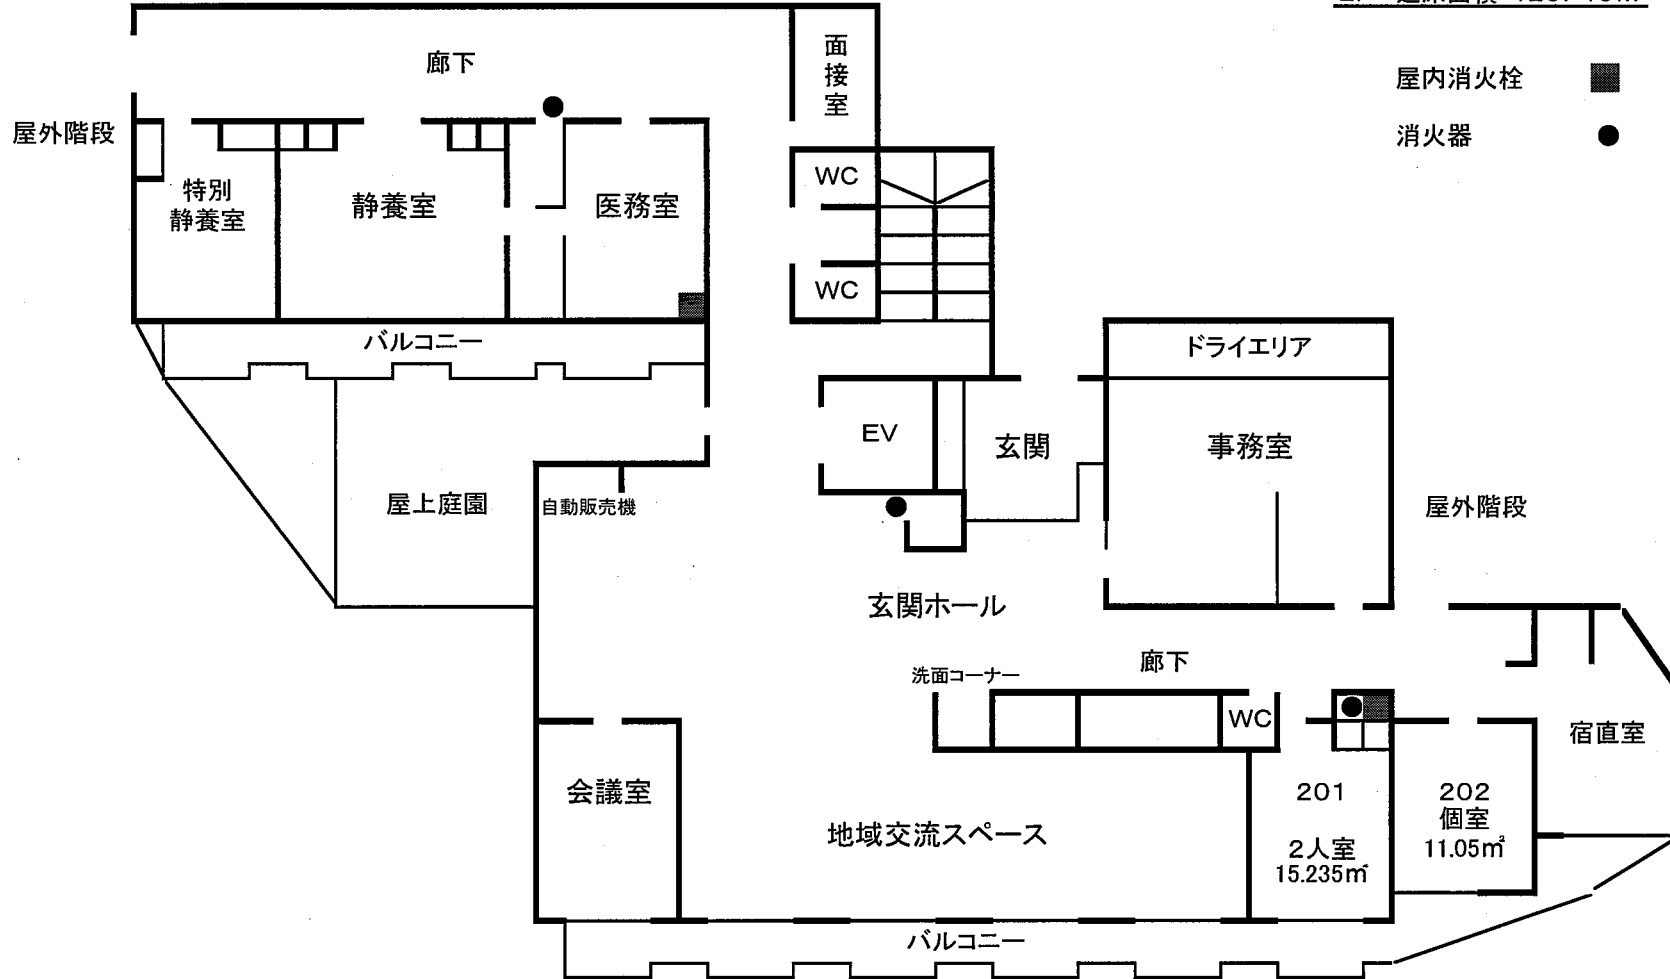 屋内消火栓
消火器
廊下
面接室
屋外階段
特別
静養室
静養室
医務室
WC
WC
バルコニー
ドライエリア
EV
玄関
事務室
屋上庭園
自動販売機
屋外階段
玄関ホール
洗面コーナー
廊下
WC
宿直室
会議室
地域交流スペース
201
2人室
15.235㎡
202
個室
11.05㎡
バルコニー